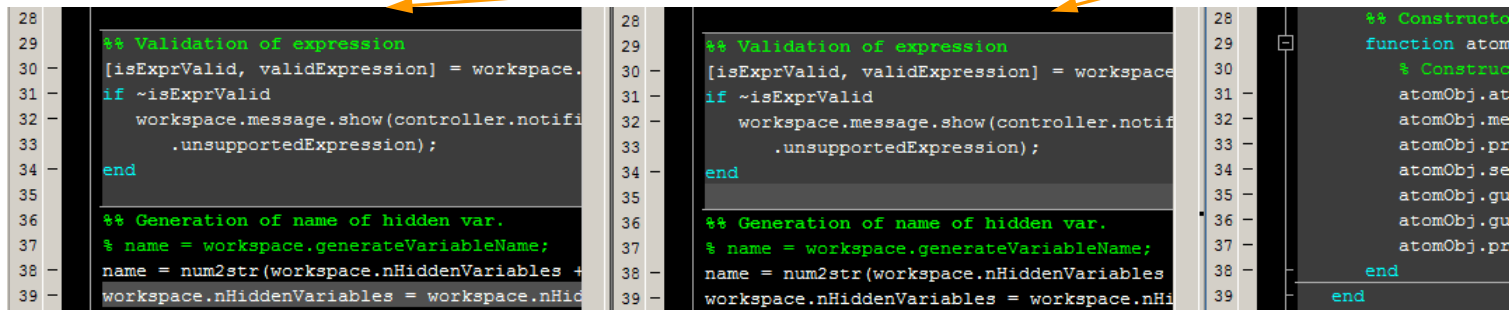 28
29 %% Validation of expression
30 – [isExprValid, validExpression] = workspace.
31 – if ~isExprValid
32 – workspace.message.show(controller.notifi
33 .unsupportedExpression);
34 – end
35
36 %% Generation of name of hidden var.
37 % name = workspace.generateVariableName;
38 – name = num2str(workspace.nHiddenVariables +
39 – workspace.nHiddenVariables = workspace.nHid
28
29 %% Validation of expression
30 – [isExprValid, validExpression] = workspace
31 – if ~isExprValid
32 – workspace.message.show(controller.notif
33 .unsupportedExpression);
34 – end
35
36 %% Generation of name of hidden var.
37 % name = workspace.generateVariableName;
38 – name = num2str(workspace.nHiddenVariables
39 – workspace.nHiddenVariables = workspace.nHi
28 %% Constructo
29 function atom
30 % Construc
31 – atomObj.at
32 – atomObj.me
33 – atomObj.pr
34 – atomObj.se
35 – atomObj.gu
36 – atomObj.gu
37 – atomObj.pr
38 – end
39 end